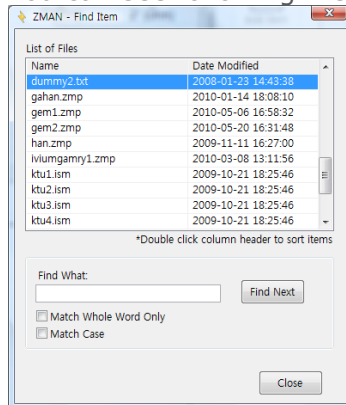 ZMAN - Find Item
List of Files
Name Date Modified
dummy2.txt 2008-01-23 14:43:38
gahan.zmp 2010-01-14 18:08:10
gem1.zmp 2010-05-06 16:58:32
gem2.zmp 2010-05-20 16:31:48
han.zmp 2009-11-11 16:27:00
iviumgamry1.zmp 2010-03-08 13:11:56
ktu1.ism 2009-10-21 18:25:46
ktu2.ism 2009-10-21 18:25:46
ktu3.ism 2009-10-21 18:25:46
ktu4.ism 2009-10-21 18:25:46
*Double click column header to sort items
Find What:
Find Next
Match Whole Word Only
Match Case
Close